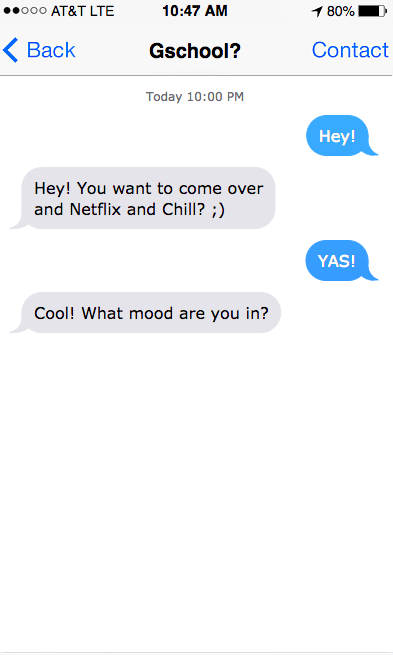 AT&T LTE 10:47 AM 80%
Back Gschool? Contact
Today 10:00 PM
Hey!
Hey! You want to come over
and Netflix and Chill? ;)
YAS!
Cool! What mood are you in?